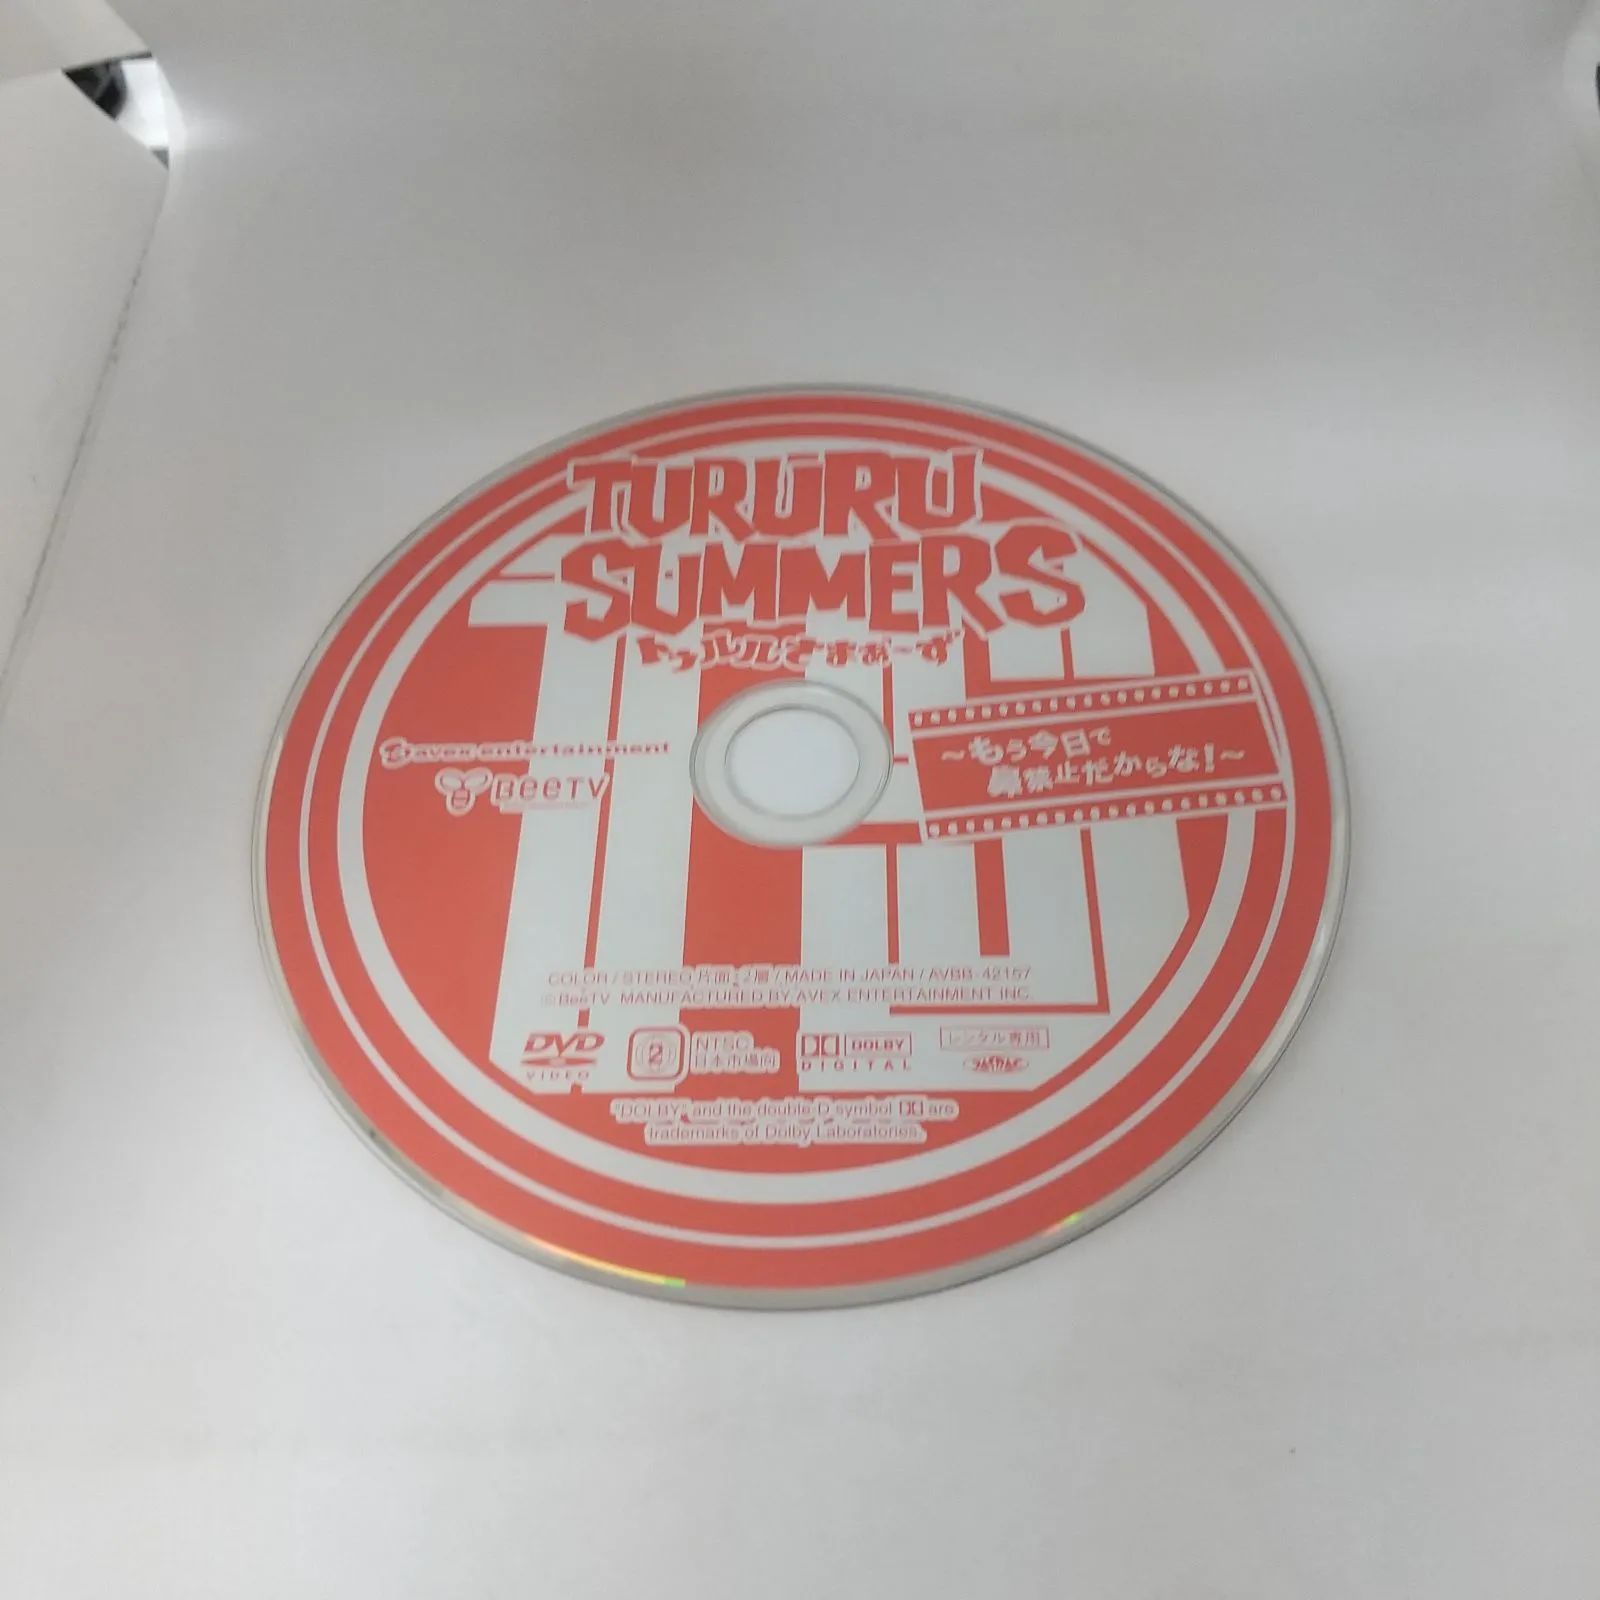 TURURU
SUMMERS
トゥルルさまぁ~ず
avex entertainment
BeeTV
~もう今日で
禁止だからな!~
COLOR / STEREO 片面・2層 / MADE IN JAPAN / AVBB-42157
©BeeTV MANUFACTURED BY AVEX ENTERTAINMENT INC.
DVD
VIDEO
2
NTSC
日本市場向
DOLBY
DIGITAL
レンタル専用
"DOLBY" and the double-D symbol are
trademarks of Dolby Laboratories.